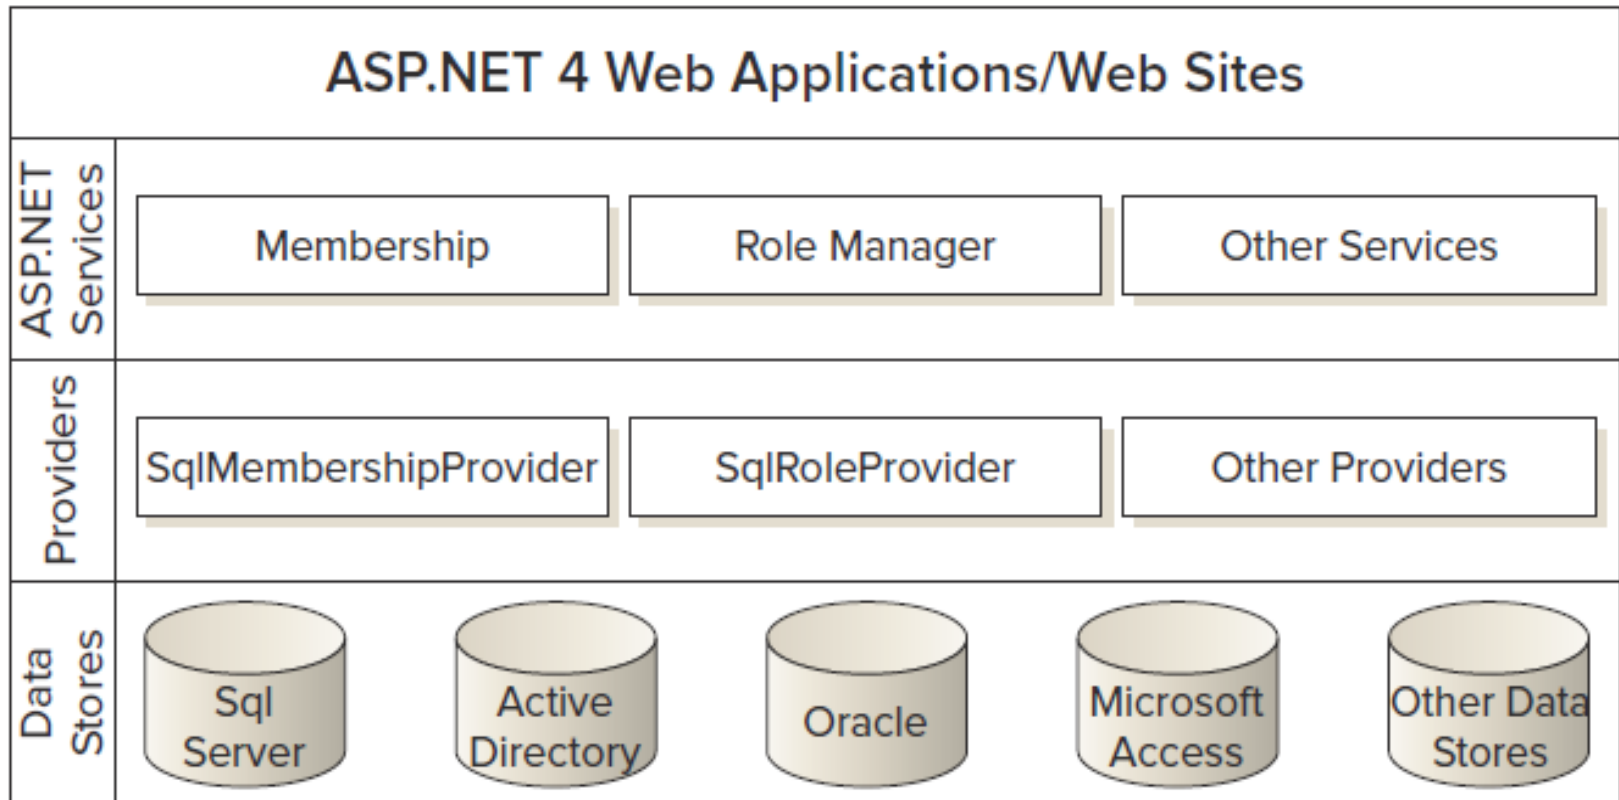 ASP.NET 4 Web Applications/Web Sites
ASP.NET
Services
Membership
Role Manager
Other Services
Providers
SqlMembershipProvider
SqlRoleProvider
Other Providers
Data
Stores
Sql
Server
Active
Directory
Oracle
Microsoft
Access
Other Data
Stores